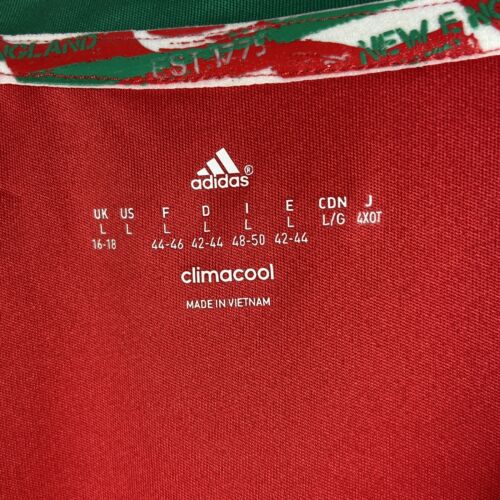 ENGLAND
EST 1775
NEW E
adidas®
UK US F D I E CDN J
L L L L L L L/G 4XOT
16-18 44-46 42-44 48-50 42-44
climacool
MADE IN VIETNAM